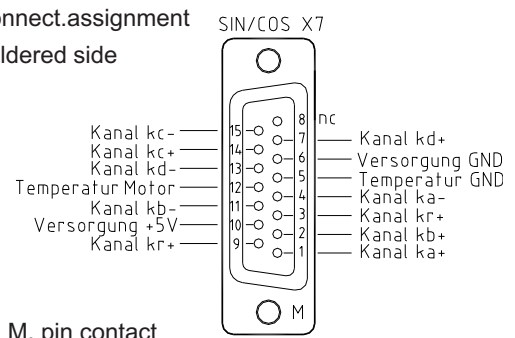 nnect.assignment
ldered side
SIN/COS X7
8 nc
15 7
Kanal kc- Kanal kd+
14 6
Kanal kc+ Versorgung GND
13 5
Kanal kd- Temperatur GND
12 4
Temperatur Motor Kanal ka-
11 3
Kanal kb- Kanal kr+
10 2
Versorgung +5V Kanal kb+
9 1
Kanal kr+ Kanal ka+
M
M. pin contact